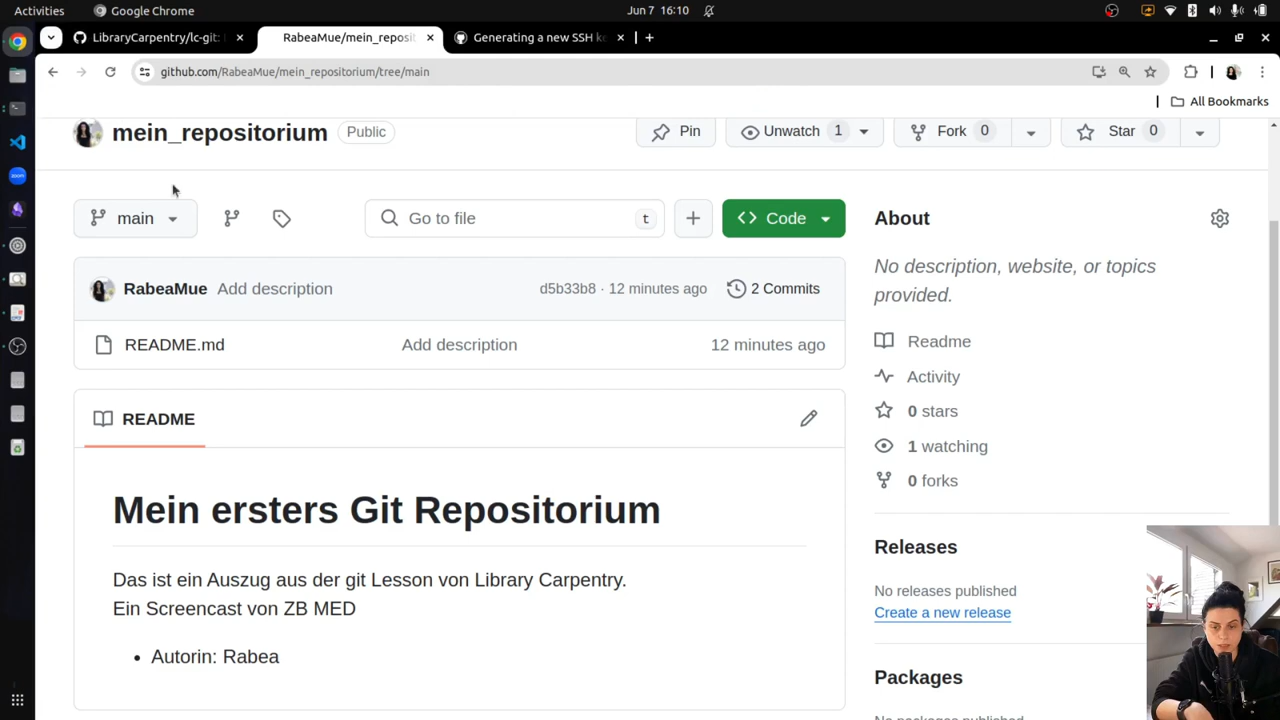 Activities
Google Chrome
Jun 7 16:10
LibraryCarpentry/lc-git:
RabeaMue/mein_reposit
Generating a new SSH ke
github.com/RabeaMue/mein_repositorium/tree/main
All Bookmarks
mein_repositorium
Public
Pin
Unwatch 1
Fork 0
Star 0
main
Go to file
t
Code
About
No description, website, or topics
provided.
RabeaMue Add description
d5b33b8 · 12 minutes ago
2 Commits
README.md
Add description
12 minutes ago
Readme
Activity
0 stars
1 watching
0 forks
README
Mein ersters Git Repositorium
Das ist ein Auszug aus der git Lesson von Library Carpentry.
Ein Screencast von ZB MED
• Autorin: Rabea
Releases
No releases published
Create a new release
Packages